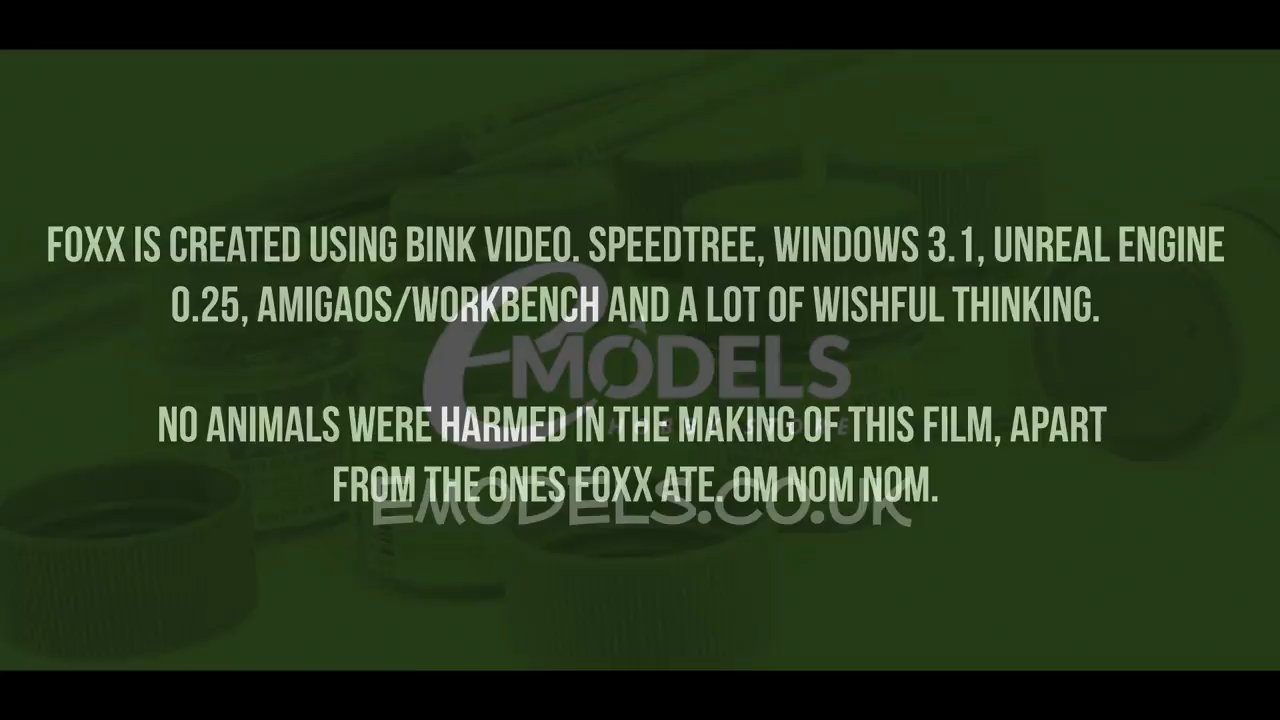 FOXX IS CREATED USING BINK VIDEO. SPEEDTREE, WINDOWS 3.1, UNREAL ENGINE
0.25, AMIGAOS/WORKBENCH AND A LOT OF WISHFUL THINKING.
eMODELS
HOBBY STORE
NO ANIMALS WERE HARMED IN THE MAKING OF THIS FILM, APART
FROM THE ONES FOXX ATE. OM NOM NOM.
EMODELS.CO.UK